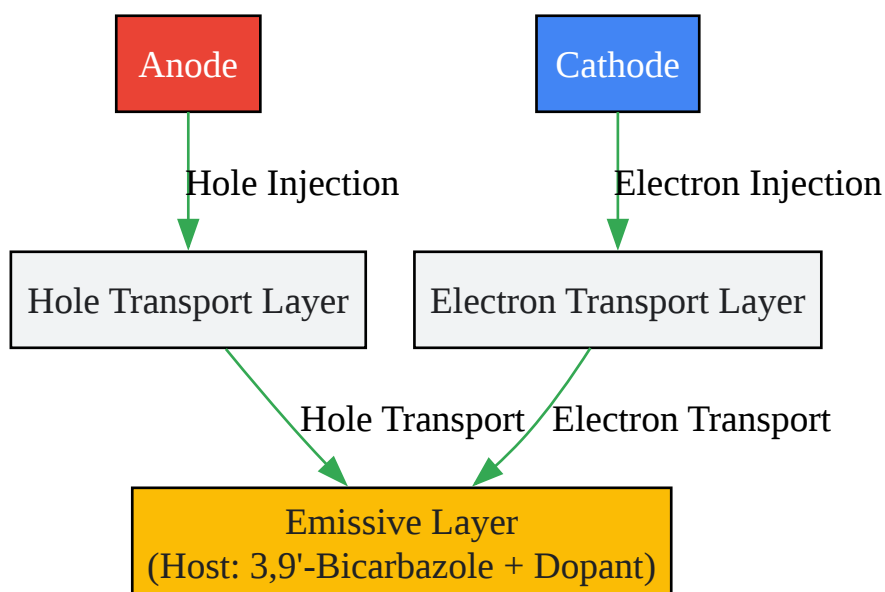 Anode
Cathode
Hole Injection
Electron Injection
Hole Transport Layer
Electron Transport Layer
Hole Transport
Electron Transport
Emissive Layer
(Host: 3,9'-Bicarbazole + Dopant)